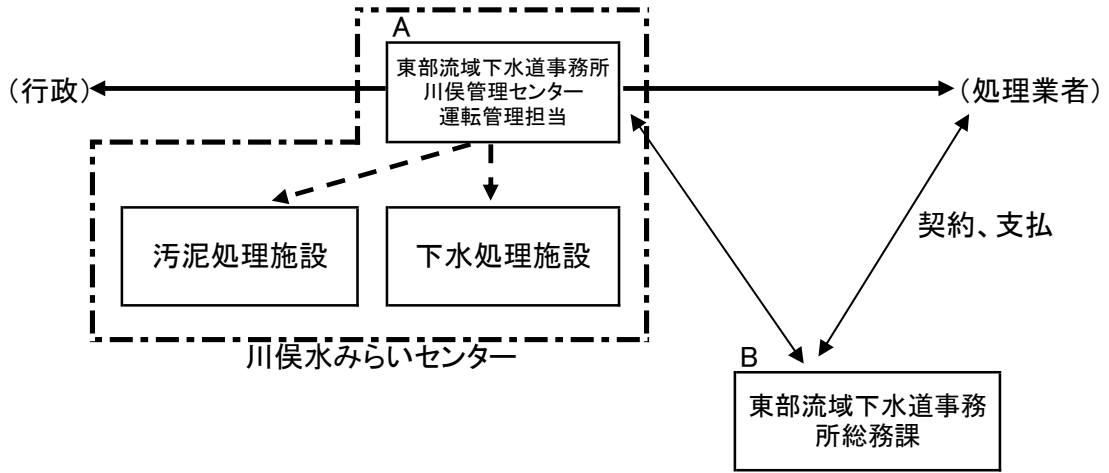 A
東部流域下水道事務所
川俣管理センター
運転管理担当
（行政）
（処理業者）
汚泥処理施設
下水処理施設
契約、支払
川俣水みらいセンター
B
東部流域下水道事務
所総務課